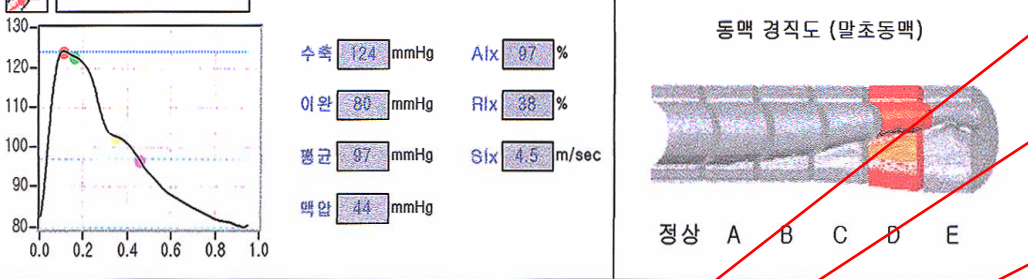 동맥 경직도 (말초동맥)
130
120
110
100
90
80
0.0 0.2 0.4 0.6 0.8 1.0
수축 124 mmHg AIx 97 %
이완 80 mmHg RIx 38 %
평균 97 mmHg SIx 4.5 m/sec
맥압 44 mmHg
정상 A B C D E